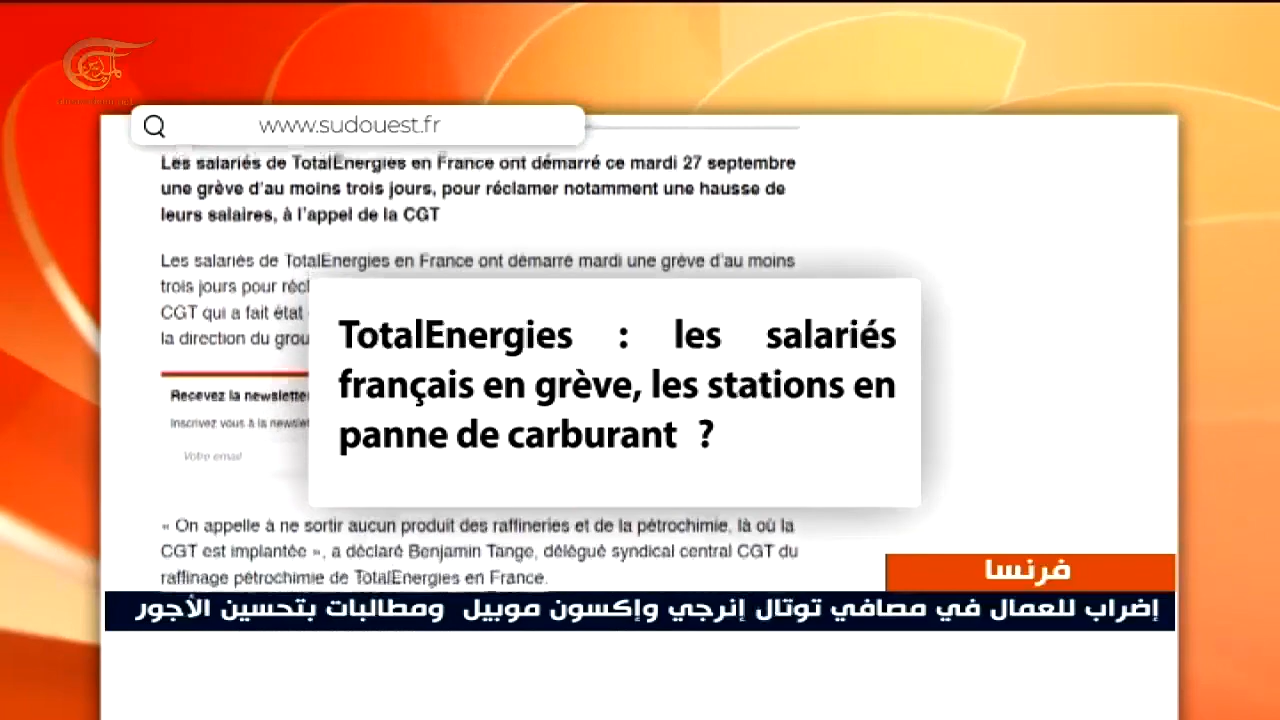 الميادين
www.sudouest.fr
Les salariés de TotalEnergies en France ont démarré ce mardi 27 septembre
une grève d'au moins trois jours, pour réclamer notamment une hausse de
leurs salaires, à l'appel de la CGT
Les salariés de TotalEnergies en France ont démarré mardi une grève d'au moins
trois jours pour
CGT qui a fait état
la direction du
TotalEnergies : les salariés
français en grève, les stations en
panne de carburant ?
Recevez la
Inscrivez vous à la
Votre email
« On appelle à ne sortir aucun produit des raffineries et de la pétrochimie, là où la
CGT est implantée », a déclaré Benjamin Tange, délégué syndical central CGT du
raffinage pétrochimie de TotalEnergies en France.
فرنسا
إضراب للعمال في مصافي توتال إنرجي وإكسون موبيل ومطالبات بتحسين الأجور